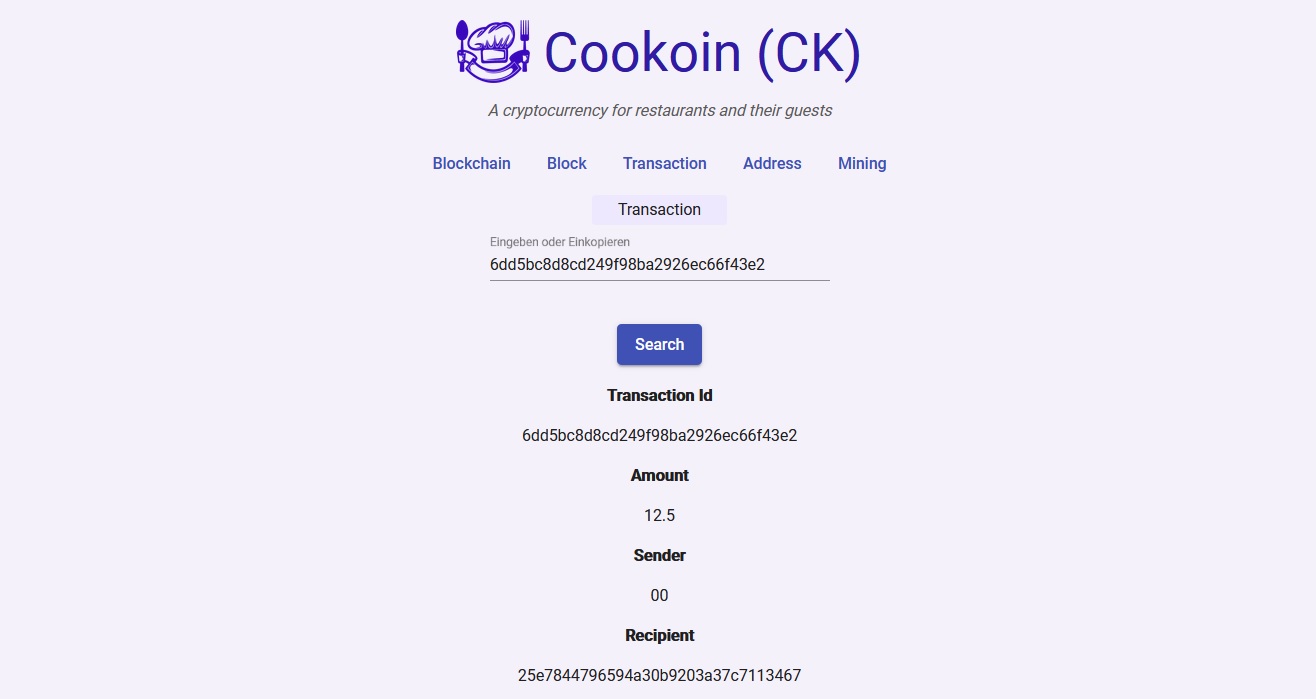 Cookoin (CK)
A cryptocurrency for restaurants and their guests
Blockchain Block Transaction Address Mining
Transaction
Eingeben oder Einkopieren
6dd5bc8d8cd249f98ba2926ec66f43e2
Search
Transaction Id
6dd5bc8d8cd249f98ba2926ec66f43e2
Amount
12.5
Sender
00
Recipient
25e7844796594a30b9203a37c7113467